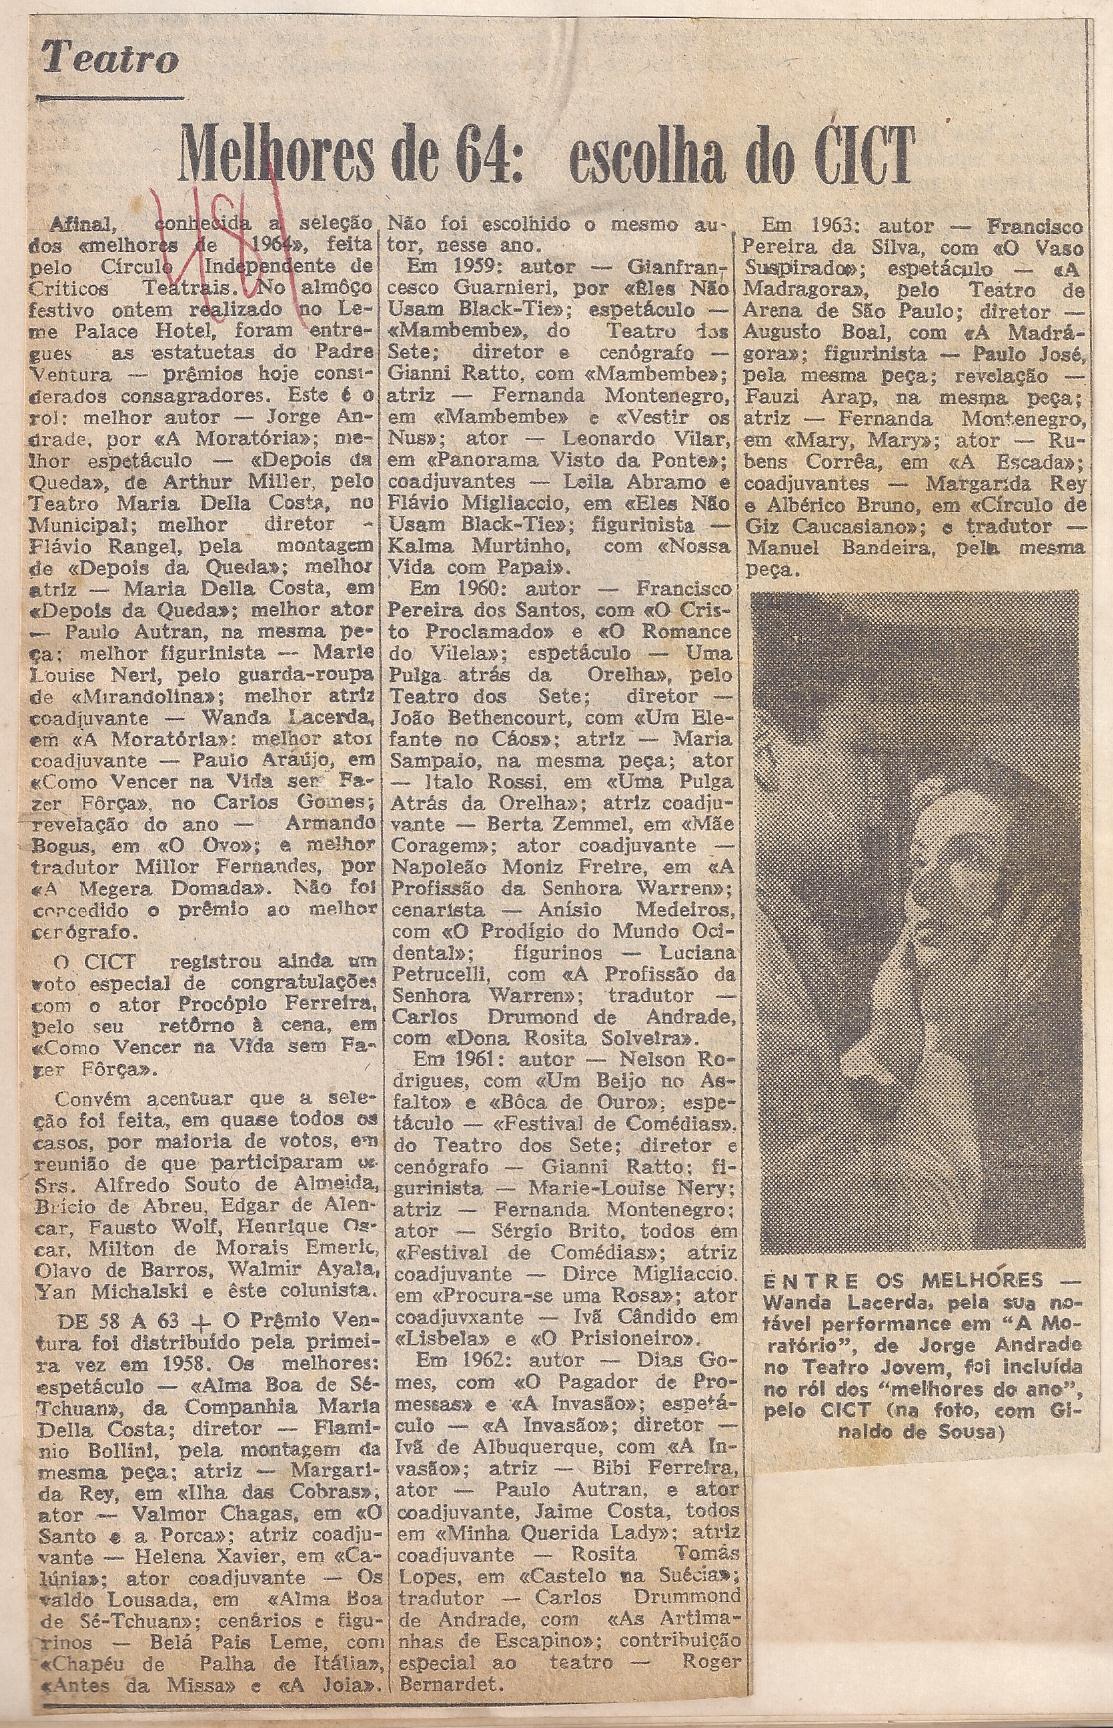 Teatro
Melhores de 64: escolha do CICT
481
Afinal, conhecida a seleção
dos «melhores de 1964», feita
pelo Círculo Independente de
Críticos Teatrais. No almôço
festivo ontem realizado no Le-
me Palace Hotel, foram entre-
gues as estatuetas do Padre
Ventura — prêmios hoje consi-
derados consagradores. Este é o
rol: melhor autor — Jorge An-
drade, por «A Moratória»; me-
lhor espetáculo — «Depois da
Queda», de Arthur Miller, pelo
Teatro Maria Della Costa, no
Municipal; melhor diretor -
Flávio Rangel, pela montagem
de «Depois da Queda»; melhor
atriz — Maria Della Costa, em
«Depois da Queda»; melhor ator
— Paulo Autran, na mesma pe-
ça; melhor figurinista — Marie
Louise Neri, pelo guarda-roupa
de «Mirandolina»; melhor atriz
coadjuvante — Wanda Lacerda,
em «A Moratória»: melhor ator
coadjuvante — Paulo Araújo, em
«Como Vencer na Vida sem Fa-
zer Fôrça», no Carlos Gomes;
revelação do ano — Armando
Bogus, em «O Ovo»; e melhor
tradutor Millor Fernandes, por
«A Megera Domada». Não foi
concedido o prêmio ao melhor
cenógrafo.
O CICT registrou ainda um
voto especial de congratulações
com o ator Procópio Ferreira,
pelo seu retôrno à cena, em
«Como Vencer na Vida sem Fa-
zer Fôrça».
Convém acentuar que a sele-
ção foi feita, em quase todos os
casos, por maioria de votos, em
reunião de que participaram os
Srs. Alfredo Souto de Almeida,
Brício de Abreu, Edgar de Alen-
car, Fausto Wolf, Henrique Os-
car, Milton de Morais Emeric,
Olavo de Barros, Walmir Ayala,
Yan Michalski e êste colunista.
DE 58 A 63 + O Prêmio Ven-
tura foi distribuído pela primei-
ra vez em 1958. Os melhores:
espetáculo — «Alma Boa de Sé-
Tchuan», da Companhia Maria
Della Costa; diretor — Flami-
nio Bollini, pela montagem da
mesma peça; atriz — Margari-
da Rey, em «Ilha das Cobras»,
ator — Valmor Chagas, em «O
Santo e a Porca»; atriz coadju-
vante — Helena Xavier, em «Ca-
lúnia»; ator coadjuvante — Os
valdo Lousada, em «Alma Boa
de Sé-Tchuan»; cenários e figu-
rinos — Belá Pais Leme, com
«Chapéu de Palha de Itália»,
«Antes da Missa» e «A Joia».
Não foi escolhido o mesmo au-
tor, nesse ano.
Em 1959: autor — Gianfran-
cesco Guarnieri, por «Eles Não
Usam Black-Tie»; espetáculo —
«Mambembe», do Teatro dos
Sete; diretor e cenógrafo —
Gianni Ratto, com «Mambembe»;
atriz — Fernanda Montenegro,
em «Mambembe» e «Vestir os
Nus»; ator — Leonardo Vilar,
em «Panorama Visto da Ponte»;
coadjuvantes — Leila Abramo e
Flávio Migliaccio, em «Eles Não
Usam Black-Tie»; figurinista —
Kalma Murtinho, com «Nossa
Vida com Papai».
Em 1960: autor — Francisco
Pereira dos Santos, com «O Cris-
to Proclamado» e «O Romance
do Vilela»; espetáculo — Uma
Pulga atrás da Orelha», pelo
Teatro dos Sete; diretor —
João Bethencourt, com «Um Ele-
fante no Cáos»; atriz — Maria
Sampaio, na mesma peça; ator
— Italo Rossi, em «Uma Pulga
Atrás da Orelha»; atriz coadju-
vante — Berta Zemmel, em «Mãe
Coragem»; ator coadjuvante —
Napoleão Moniz Freire, em «A
Profissão da Senhora Warren»;
cenarista — Anísio Medeiros,
com «O Prodígio do Mundo Oci-
dental»; figurinos — Luciana
Petrucelli, com «A Profissão da
Senhora Warren»; tradutor —
Carlos Drumond de Andrade,
com «Dona Rosita Solveira».
Em 1961: autor — Nelson Ro-
drigues, com «Um Beijo no As-
falto» e «Bôca de Ouro»; espe-
táculo — «Festival de Comédias»,
do Teatro dos Sete; diretor e
cenógrafo — Gianni Ratto; fi-
gurinista — Marie-Louise Nery;
atriz — Fernanda Montenegro;
ator — Sérgio Brito, todos em
«Festival de Comédias»; atriz
coadjuvante — Dirce Migliaccio.
em «Procura-se uma Rosa»; ator
coadjuvxante — Ivã Cândido em
«Lisbela» e «O Prisioneiro».
Em 1962: autor — Dias Go-
mes, com «O Pagador de Pro-
messas» e «A Invasão»; espetá-
culo — «A Invasão»; diretor —
Ivã de Albuquerque, com «A In-
vasão»; atriz — Bibi Ferreira,
ator — Paulo Autran, e ator
coadjuvante, Jaime Costa, todos
em «Minha Querida Lady»; atriz
coadjuvante — Rosita Tomás
Lopes, em «Castelo na Suécia»;
tradutor — Carlos Drummond
de Andrade, com «As Artima-
nhas de Escapino»; contribuição
especial ao teatro — Roger
Bernardet.
Em 1963: autor — Francisco
Pereira da Silva, com «O Vaso
Suspirado»; espetáculo — «A
Madragora», pelo Teatro de
Arena de São Paulo; diretor —
Augusto Boal, com «A Madrá-
gora»; figurinista — Paulo José,
pela mesma peça; revelação —
Fauzi Arap, na mesma peça;
atriz — Fernanda Montenegro,
em «Mary, Mary»; ator — Ru-
bens Corrêa, em «A Escada»;
coadjuvantes — Margarida Rey
e Albérico Bruno, em «Círculo de
Giz Caucasiano»; e tradutor —
Manuel Bandeira, pela mesma
peça.
ENTRE OS MELHORES —
Wanda Lacerda, pela sua no-
tável performance em "A Mo-
ratório", de Jorge Andrade
no Teatro Jovem, foi incluída
no ról dos "melhores do ano",
pelo CICT (na foto, com Gi-
naldo de Sousa)